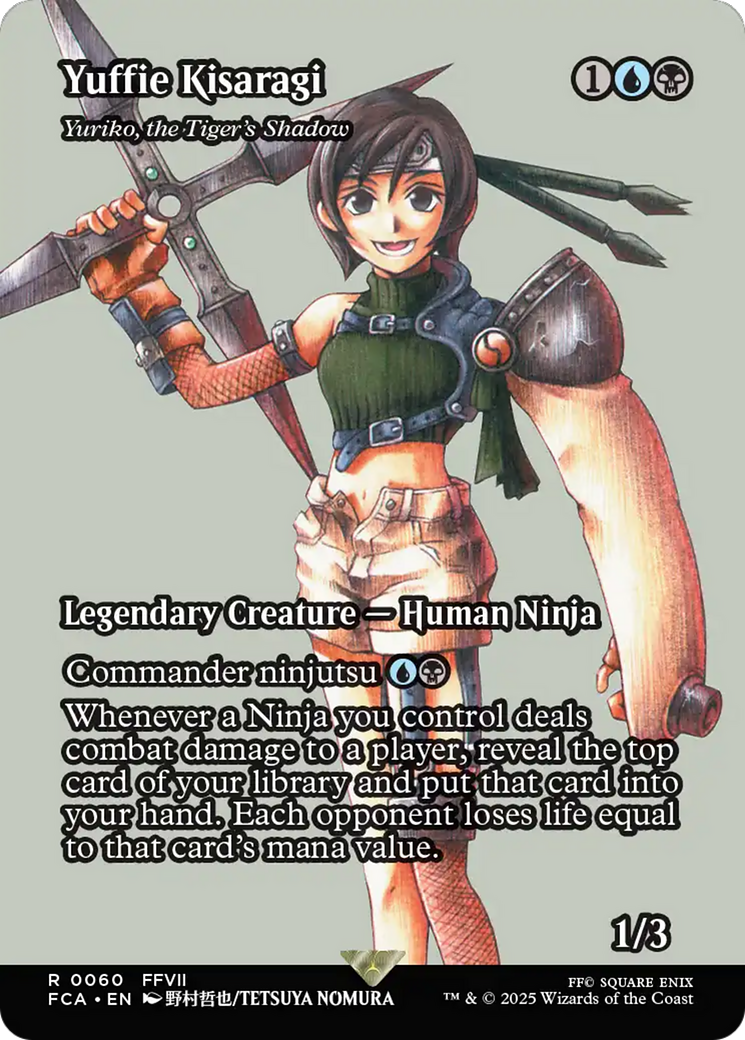 Yuffie Kisaragi 1
Yuriko, the Tiger's Shadow
Legendary Creature — Human Ninja
Commander ninjutsu
Whenever a Ninja you control deals
combat damage to a player, reveal the top
card of your library and put that card into
your hand. Each opponent loses life equal
to that card's mana value.
1/3
R 0060 FFVII
FCA • EN 野村哲也/TETSUYA NOMURA
FF© SQUARE ENIX
™ & © 2025 Wizards of the Coast